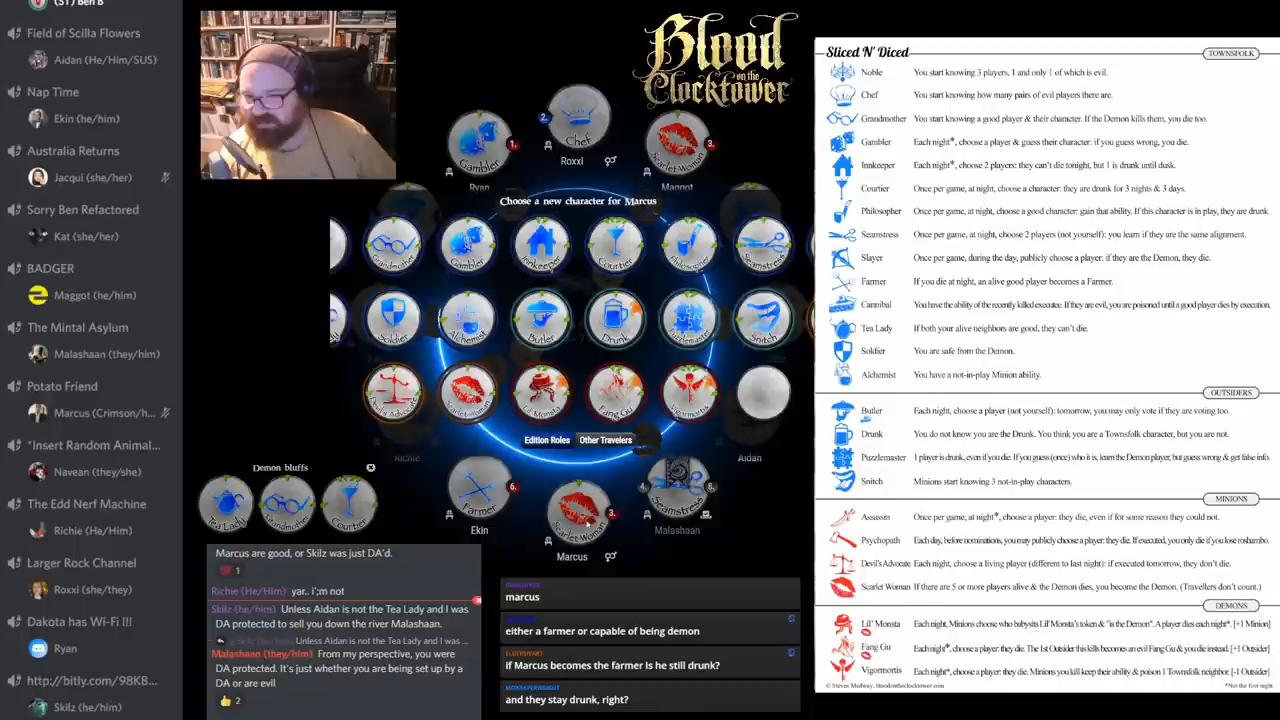 (ST) Ben B
Field of Scilla Flowers
Aidan (He/Him/SUS)
Nap Time
Ekin (he/him)
Australia Returns
Jacqui (she/her)
Sorry Ben Refactored
Kat (she/her)
BADGER
Maggot (he/him)
The Mintal Asylum
Malashaan (they/them)
Potato Friend
Marcus (Crimson/h...
*Insert Random Animal...
Navean (they/she)
The Ed Nerd Machine
Richie (He/Him)
Larger Rock Channel
Roxxi (she/they)
Dakotas Wi-Fi !!!
Ryan
Skilz (he/him)
Blood
on the
Clocktower
Gambler
1.
Ryan
2.
Chef
Roxxi
Scarlet Woman
3.
Maggot
Choose a new character for Marcus
Grandmother
Gambler
Innkeeper
Courtier
Philosopher
Seamstress
Soldier
Alchemist
Butler
Drunk
Puzzlemaster
Snitch
Devil's Advocate
Scarlet Woman
Lil' Monsta
Fang Gu
Vigormortis
Edition Roles
Other Travelers
Richie
Aidan
Farmer
6.
Ekin
Scarlet Woman
3.
Marcus
Seamstress
8.
Malashaan
Demon bluffs
Tea Lady
Grandmother
Courtier
Marcus are good, or Skilz was just DA'd.
1
Richie (He/Him) yar.. i';m not
Skilz (he/him) Unless Aidan is not the Tea Lady and I was
DA protected to sell you down the river Malashaan.
Unless Aidan is not the Tea Lady and I was ...
Malashaan (they/them) From my perspective, you were
DA protected. It's just whether you are being set up by a
DA or are evil
2
marcus
either a farmer or capable of being demon
if Marcus becomes the farmer is he still drunk?
and they stay drunk, right?
Sliced N' Diced
TOWNSFOLK
Noble You start knowing 3 players, 1 and only 1 of which is evil.
Chef You start knowing how many pairs of evil players there are.
Grandmother You start knowing a good player & their character. If the Demon kills them, you die too.
Gambler Each night*, choose a player & guess their character: if you guess wrong, you die.
Innkeeper Each night*, choose 2 players: they can't die tonight, but 1 is drunk until dusk.
Courtier Once per game, at night, choose a character: they are drunk for 3 nights & 3 days.
Philosopher Once per game, at night, choose a good character: gain that ability. If this character is in play, they are drunk.
Seamstress Once per game, at night, choose 2 players (not yourself): you learn if they are the same alignment.
Slayer Once per game, during the day, publicly choose a player: if they are the Demon, they die.
Farmer If you die at night, an alive good player becomes a Farmer.
Cannibal You have the ability of the recently killed executee. If they are evil, you are poisoned until a good player dies by execution.
Tea Lady If both your alive neighbors are good, they can't die.
Soldier You are safe from the Demon.
Alchemist You have a not-in-play Minion ability.
OUTSIDERS
Butler Each night, choose a player (not yourself): tomorrow, you may only vote if they are voting too.
Drunk You do not know you are the Drunk. You think you are a Townsfolk character, but you are not.
Puzzlemaster 1 player is drunk, even if you die. If you guess (once) who it is, learn the Demon player, but guess wrong & get false info.
Snitch Minions start knowing 3 not-in-play characters.
MINIONS
Assassin Once per game, at night*, choose a player: they die, even if for some reason they could not.
Psychopath Each day, before nominations, you may publicly choose a player: they die. If executed, you only die if you lose roshambo.
Devil's Advocate Each night, choose a living player (different to last night): if executed tomorrow, they don't die.
Scarlet Woman If there are 5 or more players alive & the Demon dies, you become the Demon. (Travellers don't count.)
DEMONS
Lil' Monsta Each night, Minions choose who babysits Lil' Monsta's token & "is the Demon". A player dies each night*. [+1 Minion]
Fang Gu Each night*, choose a player: they die. The 1st Outsider this kills becomes an evil Fang Gu & you die instead. [+1 Outsider]
Vigormortis Each night*, choose a player: they die. Minions you kill keep their ability & poison 1 Townsfolk neighbor. [-1 Outsider]
© Steven Medway, bloodontheclocktower.com
*Not the first night